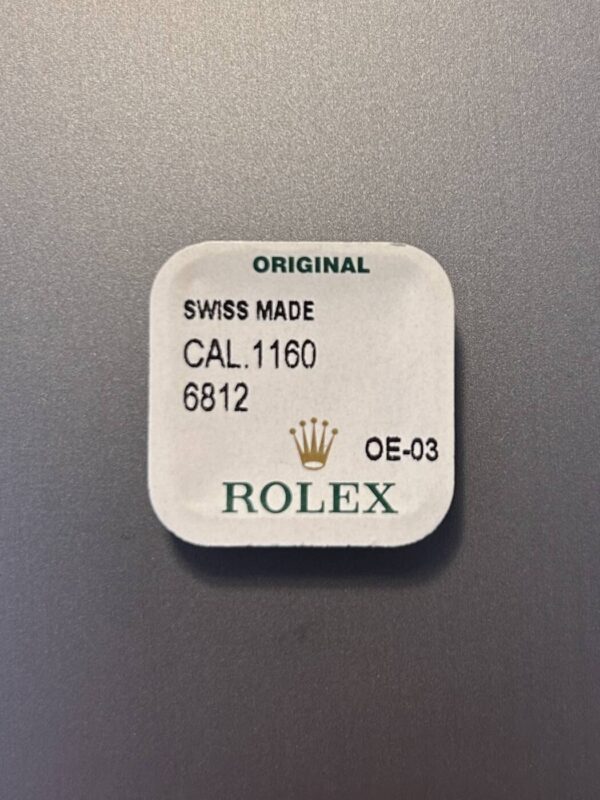 ORIGINAL
SWISS MADE
CAL.1160
6812
OE-03
ROLEX